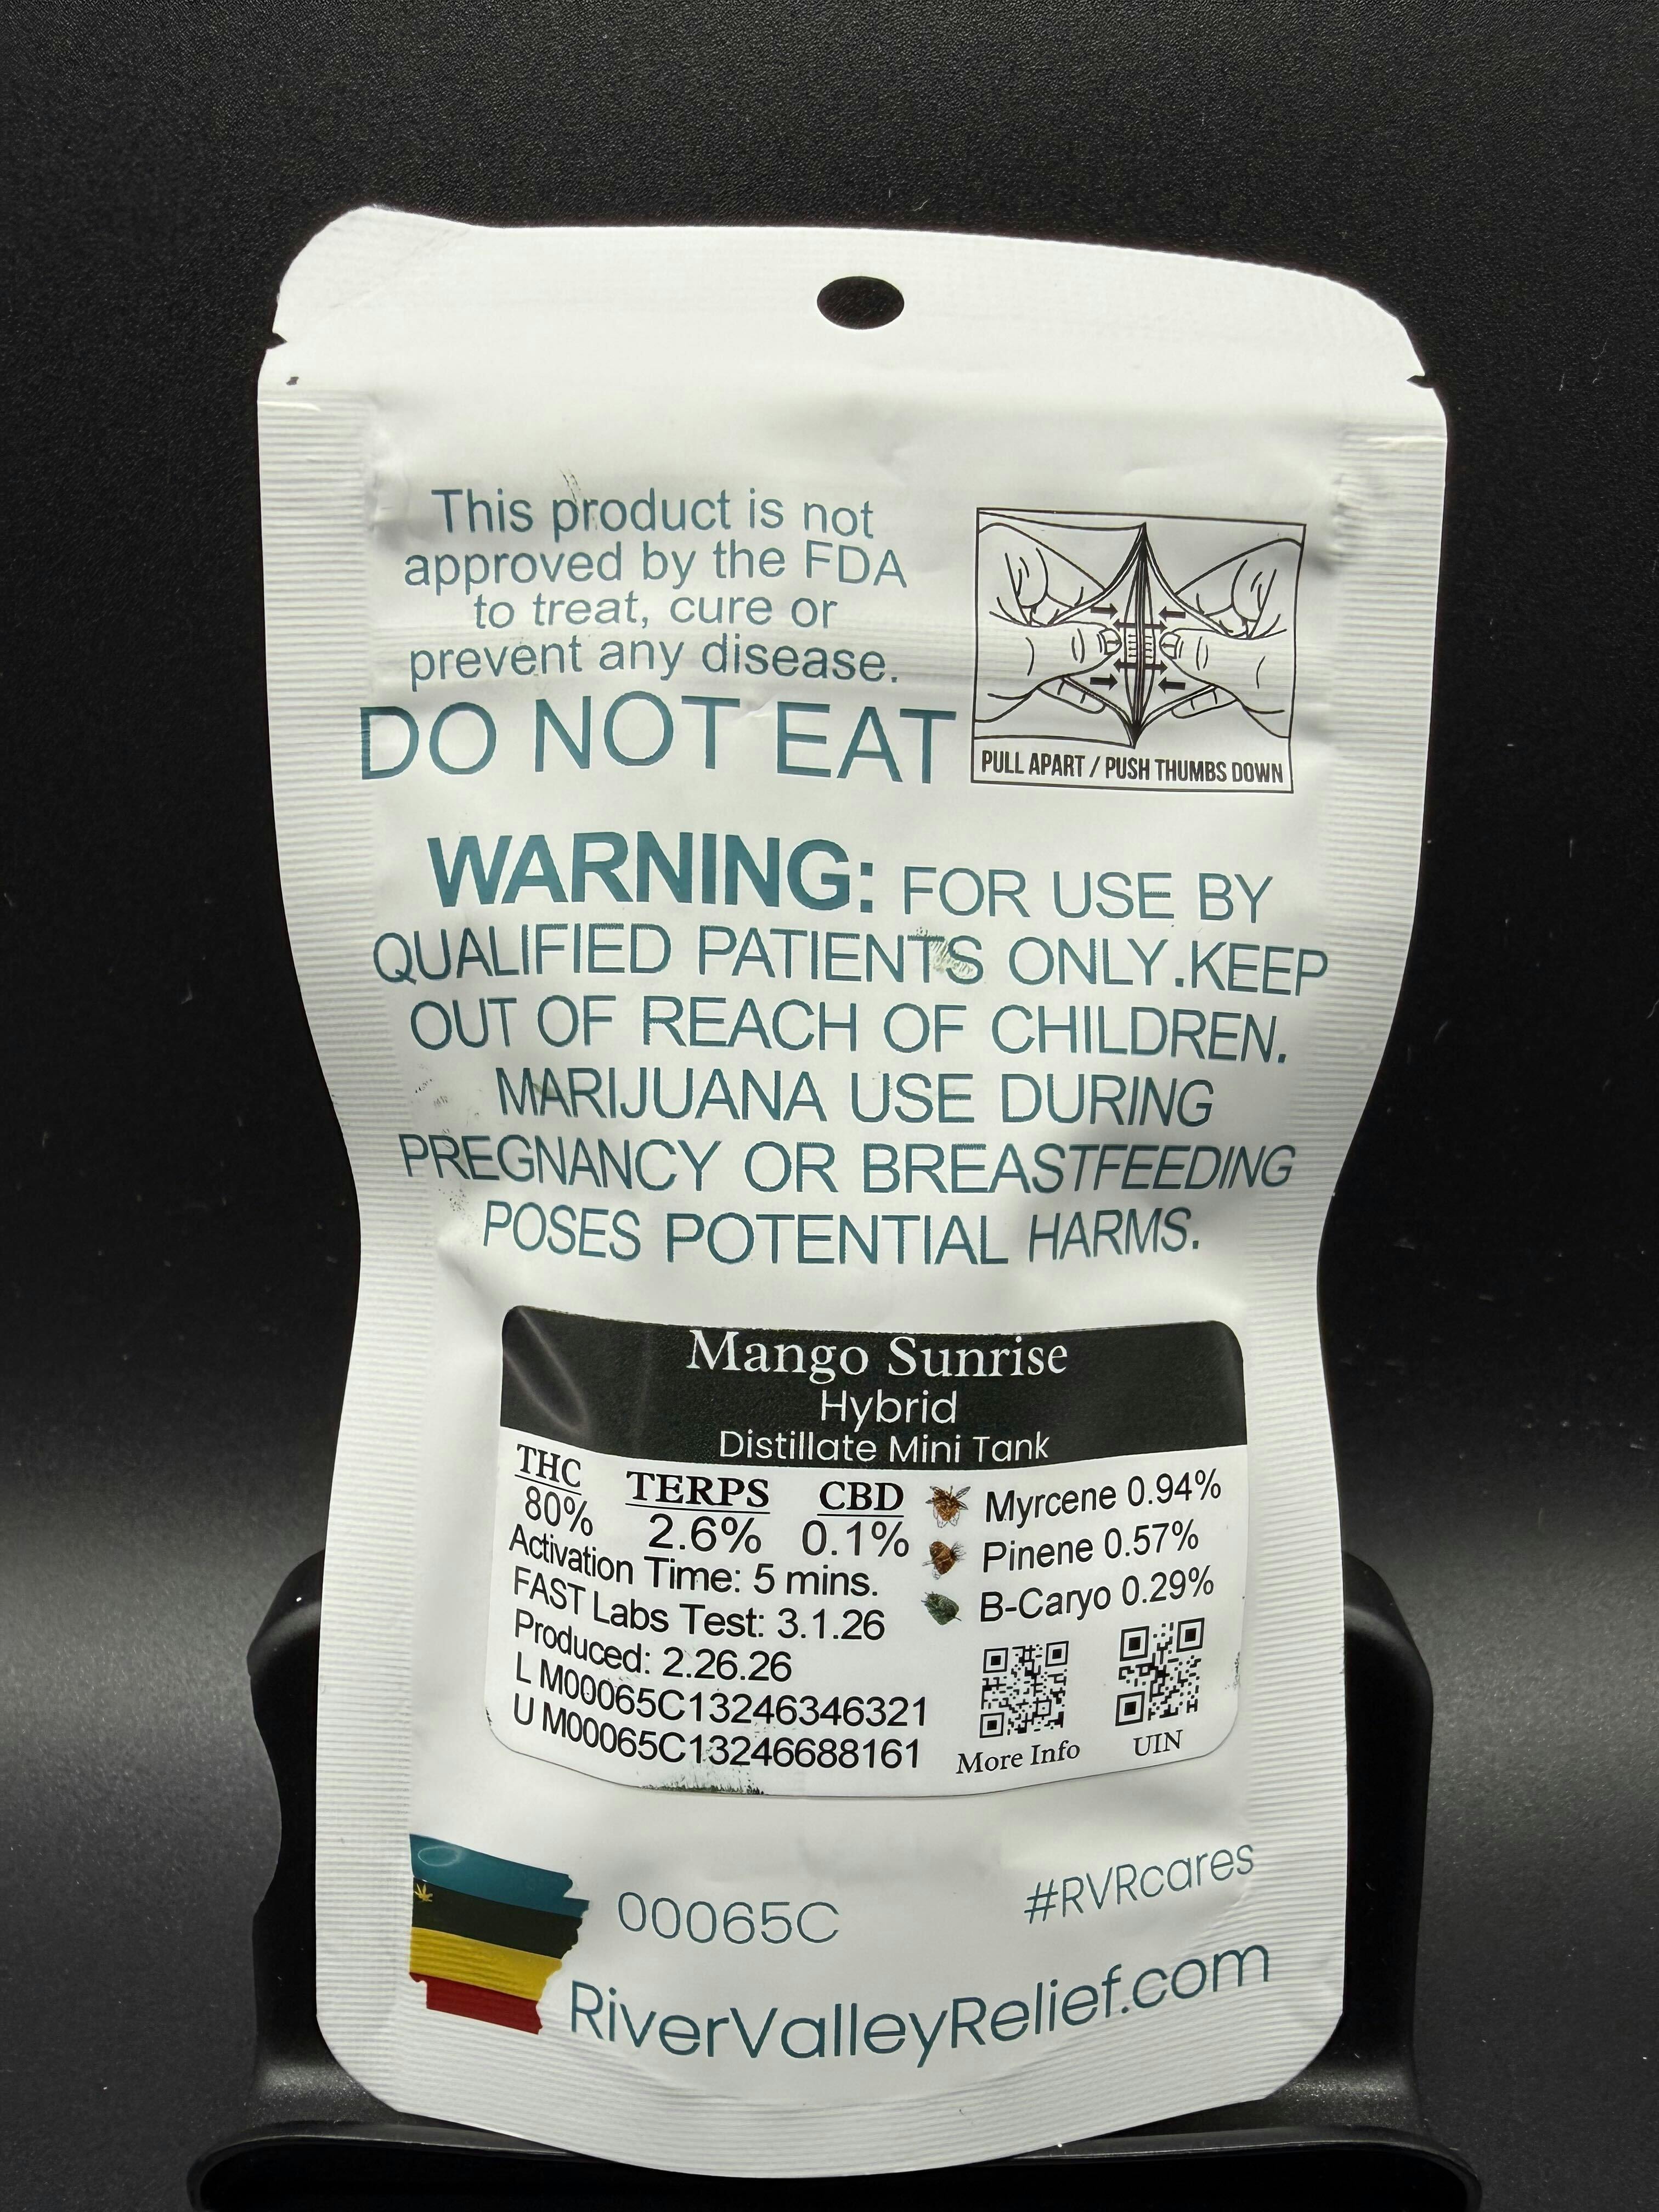 This product is not
approved by the FDA
to treat, cure or
prevent any disease.
DO NOT EAT
PULL APART / PUSH THUMBS DOWN
WARNING: FOR USE BY
QUALIFIED PATIENTS ONLY.KEEP
OUT OF REACH OF CHILDREN.
MARIJUANA USE DURING
PREGNANCY OR BREASTFEEDING
POSES POTENTIAL HARMS.
Mango Sunrise
Hybrid
Distillate Mini Tank
THC TERPS CBD
80% 2.6% 0.1%
Activation Time: 5 mins.
FAST Labs Test: 3.1.26
Produced: 2.26.26
L M00065C13246346321
U M00065C13246688161
Myrcene 0.94%
Pinene 0.57%
B-Caryo 0.29%
More Info
UIN
00065C
#RVRcares
RiverValleyRelief.com